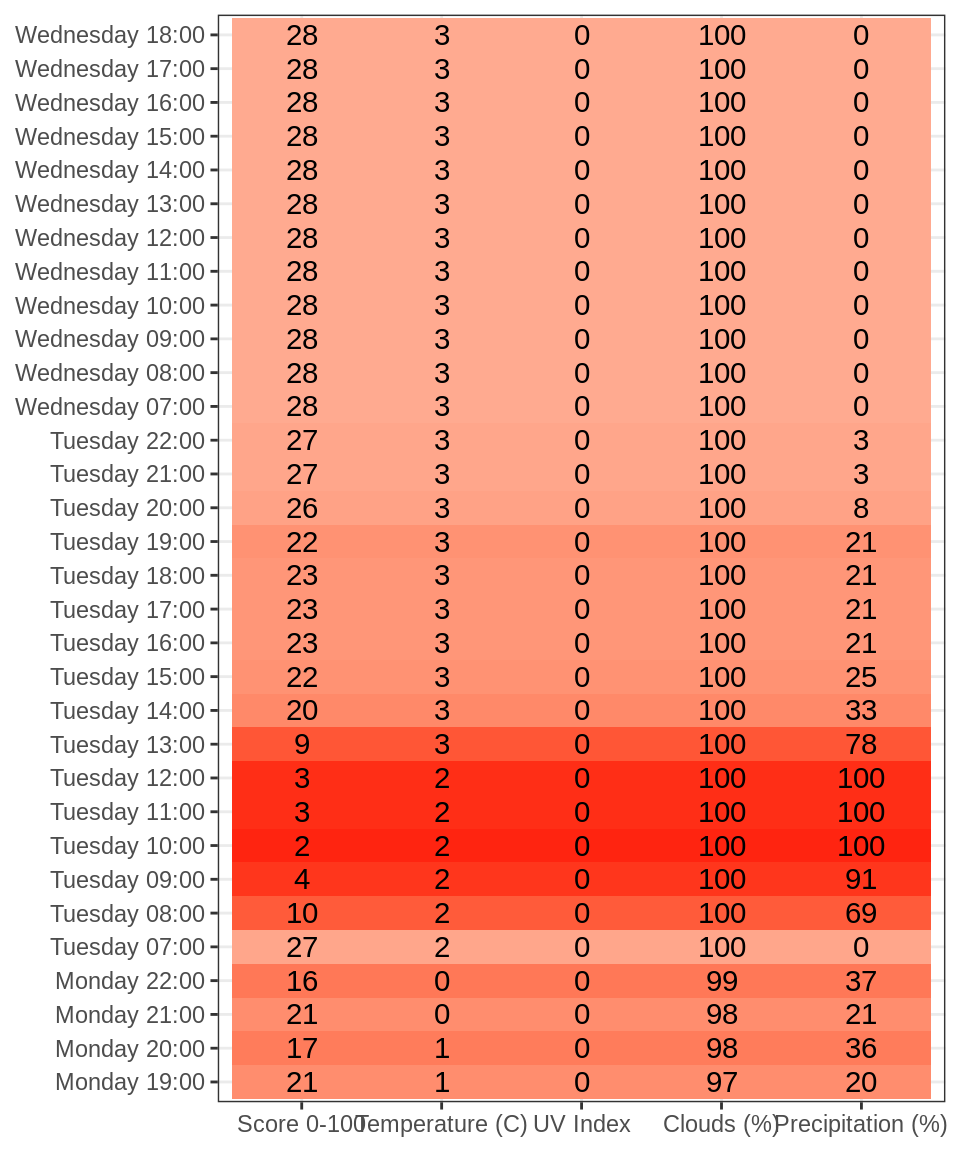 Wednesday 18:00 28 3 0 100 0
Wednesday 17:00 28 3 0 100 0
Wednesday 16:00 28 3 0 100 0
Wednesday 15:00 28 3 0 100 0
Wednesday 14:00 28 3 0 100 0
Wednesday 13:00 28 3 0 100 0
Wednesday 12:00 28 3 0 100 0
Wednesday 11:00 28 3 0 100 0
Wednesday 10:00 28 3 0 100 0
Wednesday 09:00 28 3 0 100 0
Wednesday 08:00 28 3 0 100 0
Wednesday 07:00 28 3 0 100 0
Tuesday 22:00 27 3 0 100 3
Tuesday 21:00 27 3 0 100 3
Tuesday 20:00 26 3 0 100 8
Tuesday 19:00 22 3 0 100 21
Tuesday 18:00 23 3 0 100 21
Tuesday 17:00 23 3 0 100 21
Tuesday 16:00 23 3 0 100 21
Tuesday 15:00 22 3 0 100 25
Tuesday 14:00 20 3 0 100 33
Tuesday 13:00 9 3 0 100 78
Tuesday 12:00 3 2 0 100 100
Tuesday 11:00 3 2 0 100 100
Tuesday 10:00 2 2 0 100 100
Tuesday 09:00 4 2 0 100 91
Tuesday 08:00 10 2 0 100 69
Tuesday 07:00 27 2 0 100 0
Monday 22:00 16 0 0 99 37
Monday 21:00 21 0 0 98 21
Monday 20:00 17 1 0 98 36
Monday 19:00 21 1 0 97 20
Score 0-100 Temperature (C) UV Index Clouds (%) Precipitation (%)